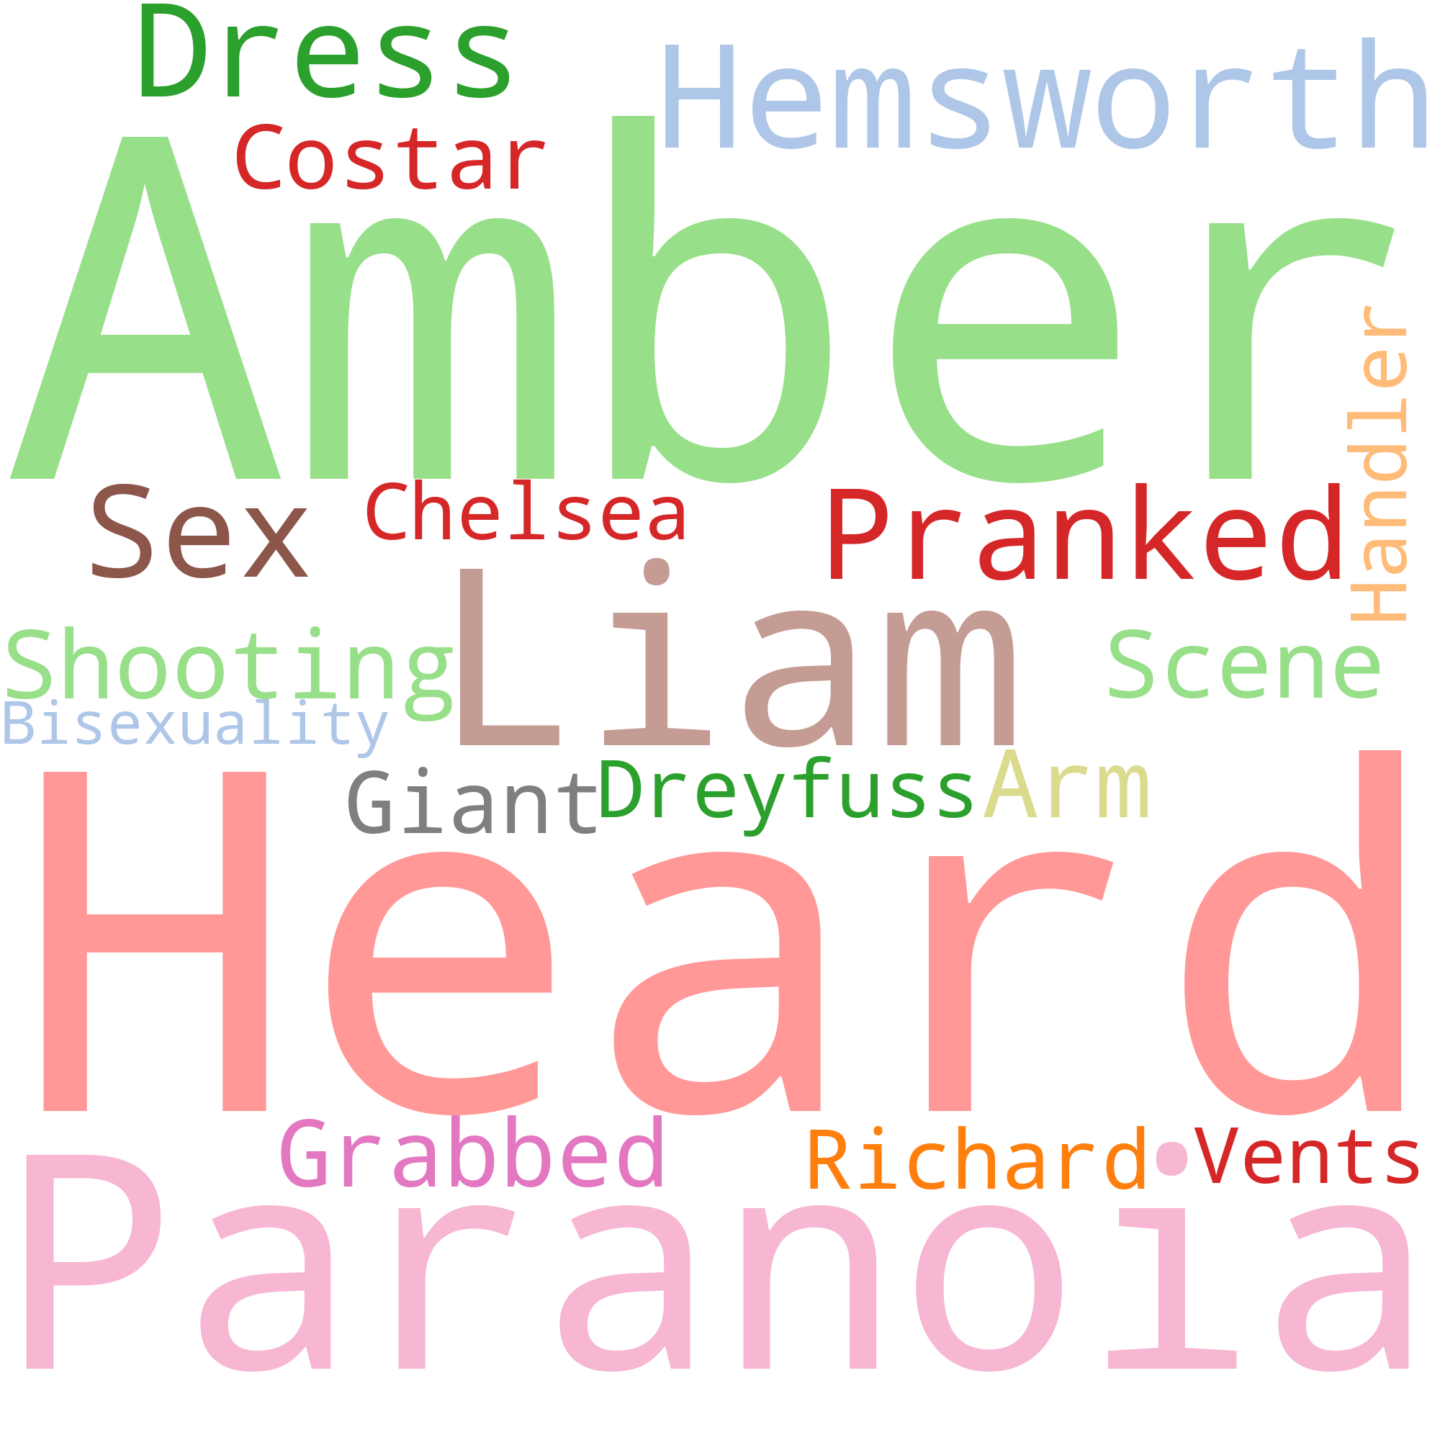 Dress
Hemsworth
Costar
Amber
Handler
Sex
Chelsea
Pranked
Liam
Shooting
Scene
Bisexuality
Giant
Dreyfuss
Arm
Heard
Grabbed
Richard
Vents
Paranoia